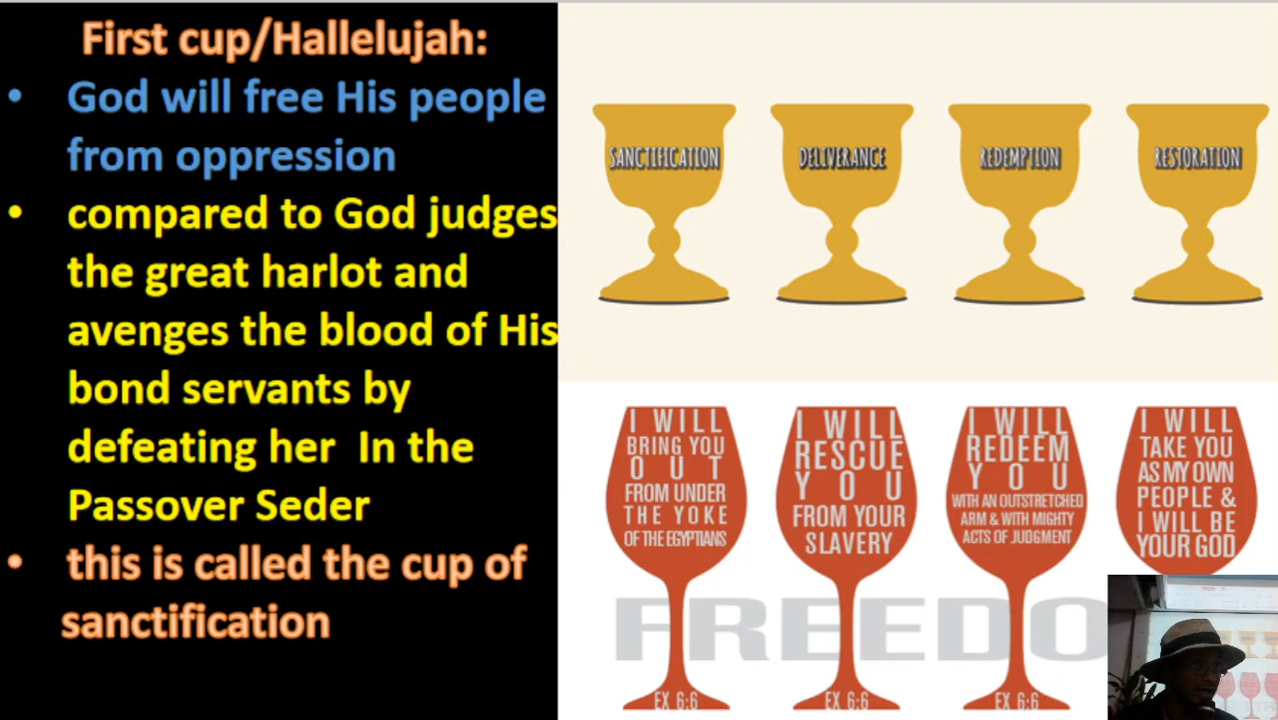 First cup/Hallelujah:
• God will free His people
from oppression
• compared to God judges
the great harlot and
avenges the blood of His
bond servants by
defeating her  In the
Passover Seder
• this is called the cup of
sanctification
SANCTIFICATION
DELIVERANCE
REDEMPTION
RESTORATION
I WILL
BRING YOU
OUT
FROM UNDER
THE YOKE
OF THE EGYPTIANS
EX 6:6
I WILL
RESCUE
YOU
FROM YOUR
SLAVERY
EX 6:6
I WILL
REDEEM
YOU
WITH AN OUTSTRETCHED
ARM & WITH MIGHTY
ACTS OF JUDGMENT
EX 6:6
I WILL
TAKE YOU
AS MY OWN
PEOPLE &
I WILL BE
YOUR GOD
FREEDO